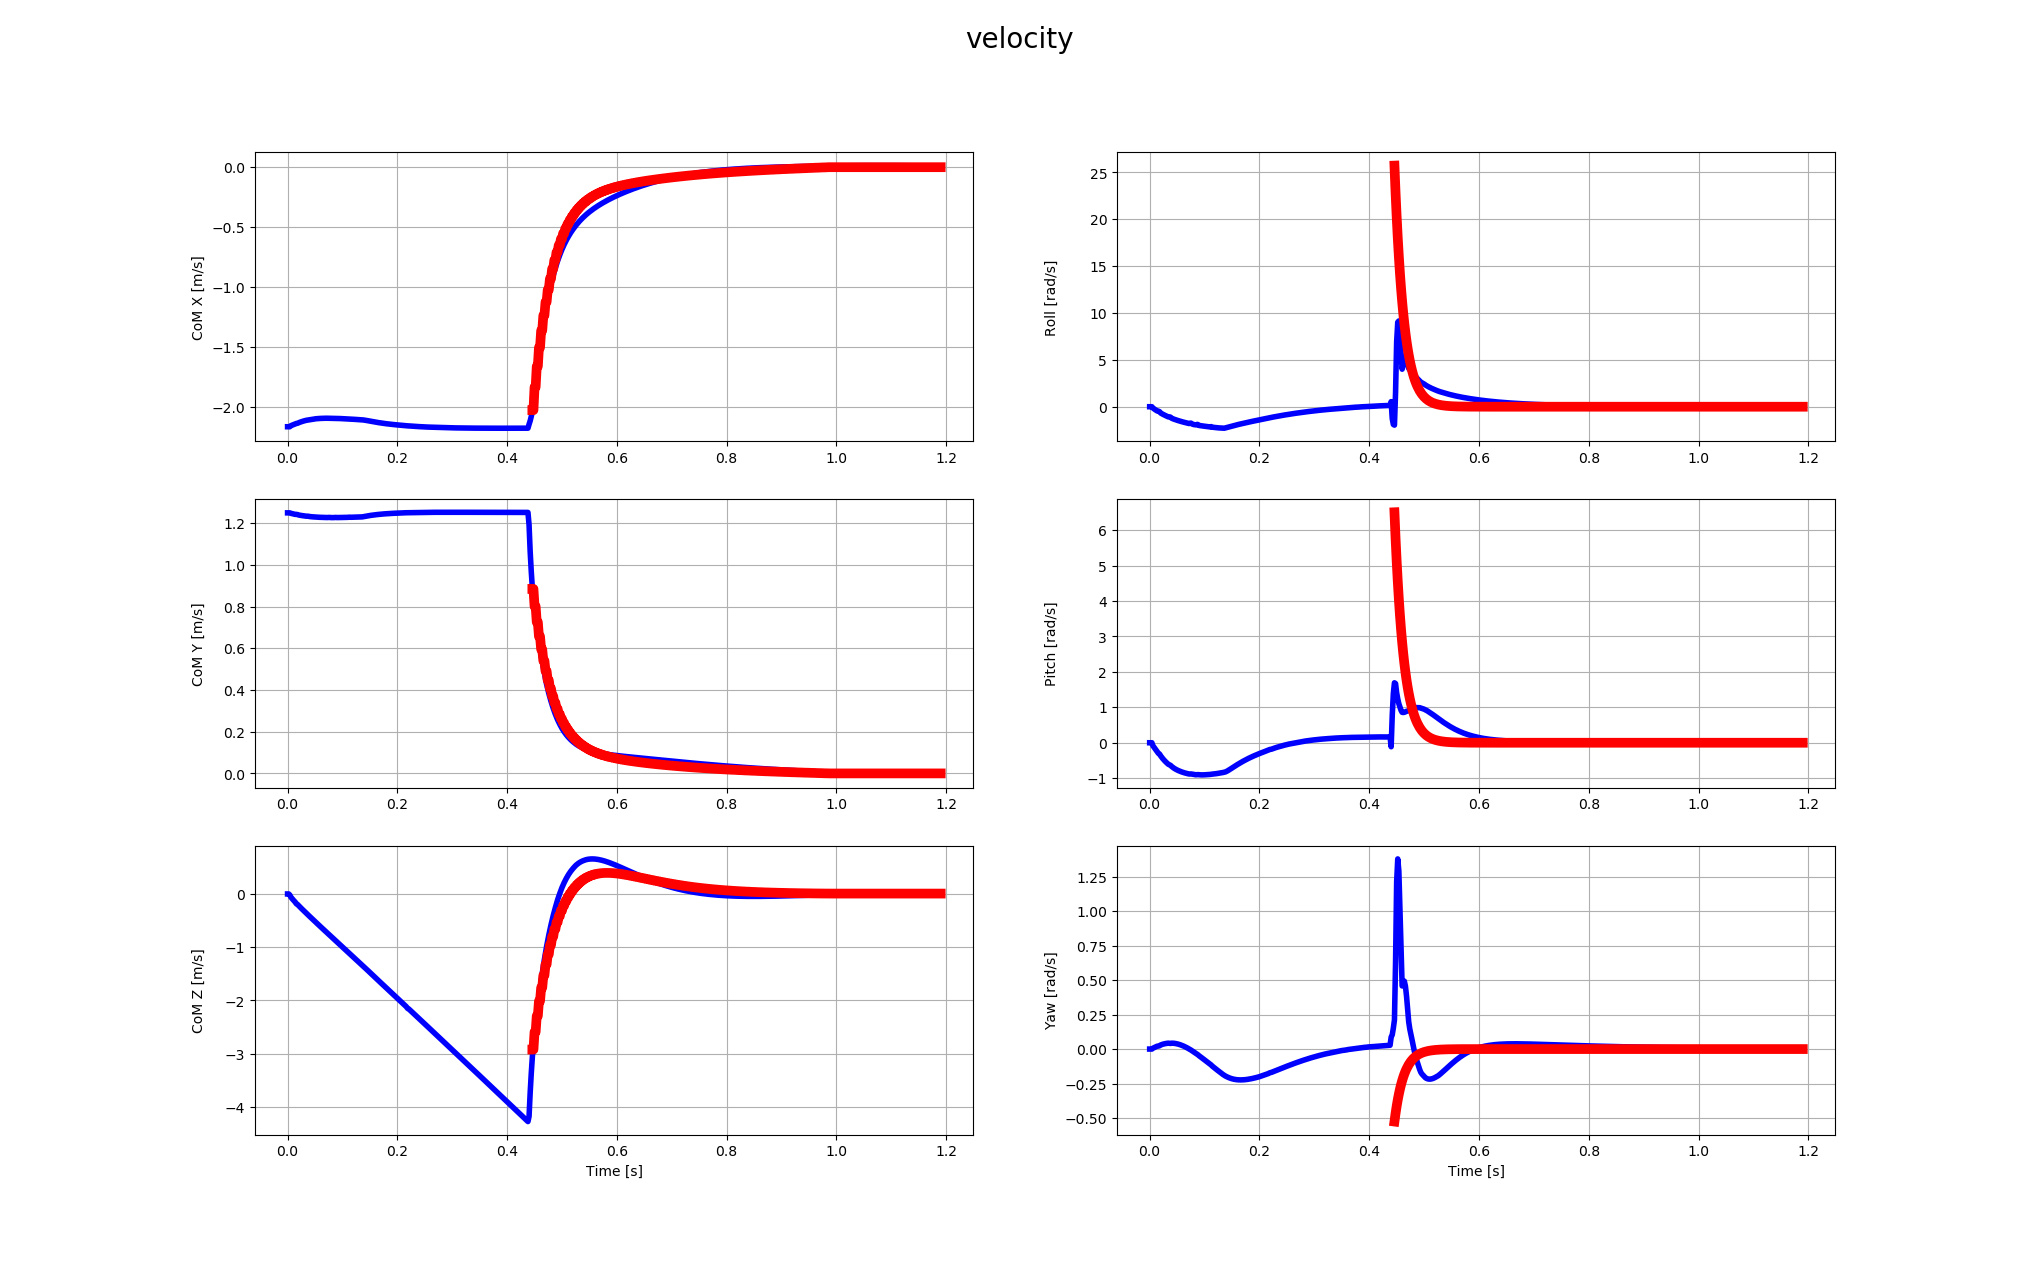 velocity
CoM X [m/s]
0.0
−0.5
−1.0
−1.5
−2.0
0.0 0.2 0.4 0.6 0.8 1.0 1.2
Roll [rad/s]
25
20
15
10
5
0
0.0 0.2 0.4 0.6 0.8 1.0 1.2
CoM Y [m/s]
1.2
1.0
0.8
0.6
0.4
0.2
0.0
0.0 0.2 0.4 0.6 0.8 1.0 1.2
Pitch [rad/s]
6
5
4
3
2
1
0
−1
0.0 0.2 0.4 0.6 0.8 1.0 1.2
CoM Z [m/s]
0
−1
−2
−3
−4
0.0 0.2 0.4 0.6 0.8 1.0 1.2
Time [s]
Yaw [rad/s]
1.25
1.00
0.75
0.50
0.25
0.00
−0.25
−0.50
0.0 0.2 0.4 0.6 0.8 1.0 1.2
Time [s]